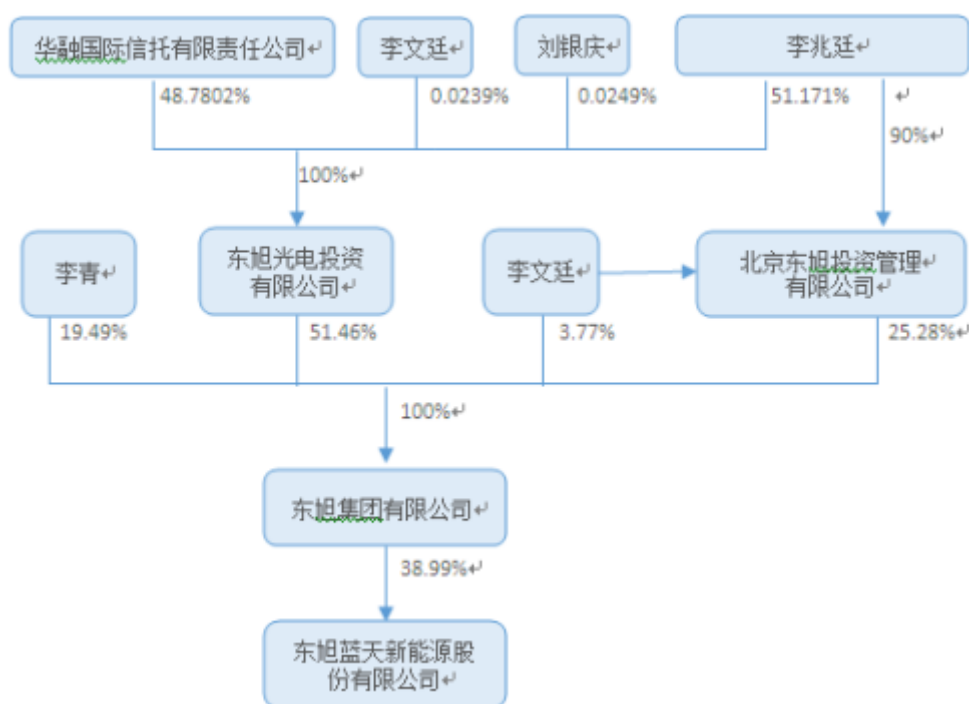 华融国际信托有限责任公司↵
李文廷↵
刘银庆↵
李兆廷↵
48.7802%
0.0239%
0.0249%
51.171%
↵
90%↵
100%↵
李青↵
东旭光电投资
有限公司↵
李文廷↵
北京东旭投资管理↵
有限公司↵
19.49%
51.46%
3.77%
25.28%↵
100%↵
东旭集团有限公司↵
38.99%↵
东旭蓝天新能源股
份有限公司↵